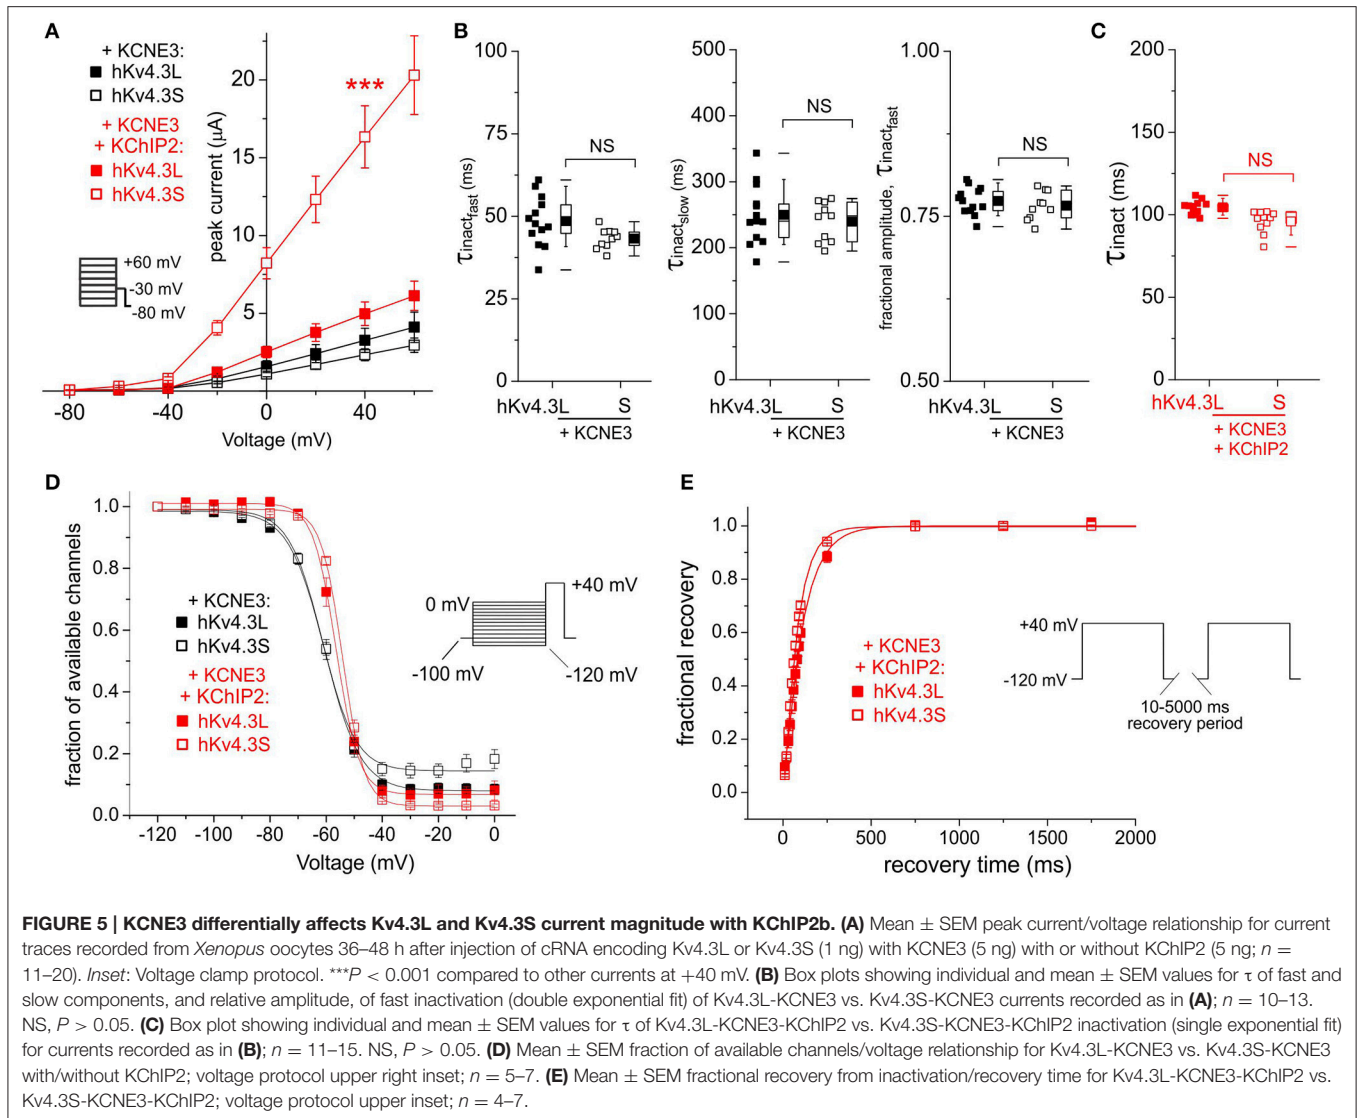 A
+ KCNE3:
hKv4.3L
hKv4.3S
+ KCNE3
+ KChIP2:
hKv4.3L
hKv4.3S
+60 mV
-30 mV
-80 mV
peak current (µA)
20
15
10
5
***
-80
-40
0
40
Voltage (mV)
B
100
75
50
25
0
τinactfast (ms)
NS
hKv4.3L S
+ KCNE3
500
400
300
200
100
0
τinactslow (ms)
NS
hKv4.3L S
+ KCNE3
1.00
0.75
0.50
fractional amplitude, τinactfast
NS
hKv4.3L S
+ KCNE3
C
200
150
100
50
0
τinact (ms)
NS
hKv4.3L S
+ KCNE3
+ KChIP2
D
1.0
0.8
0.6
0.4
0.2
0.0
fraction of available channels
+ KCNE3:
hKv4.3L
hKv4.3S
+ KCNE3
+ KChIP2:
hKv4.3L
hKv4.3S
0 mV
+40 mV
-100 mV
-120 mV
-120
-100
-80
-60
-40
-20
0
Voltage (mV)
E
1.0
0.8
0.6
0.4
0.2
0.0
fractional recovery
+ KCNE3
+ KChIP2:
hKv4.3L
hKv4.3S
+40 mV
-120 mV
10-5000 ms
recovery period
0
500
1000
1500
2000
recovery time (ms)
FIGURE 5 | KCNE3 differentially affects Kv4.3L and Kv4.3S current magnitude with KChIP2b. (A) Mean ± SEM peak current/voltage relationship for current
traces recorded from Xenopus oocytes 36–48 h after injection of cRNA encoding Kv4.3L or Kv4.3S (1 ng) with KCNE3 (5 ng) with or without KChIP2 (5 ng; n =
11–20). Inset: Voltage clamp protocol. ***P < 0.001 compared to other currents at +40 mV. (B) Box plots showing individual and mean ± SEM values for τ of fast and
slow components, and relative amplitude, of fast inactivation (double exponential fit) of Kv4.3L-KCNE3 vs. Kv4.3S-KCNE3 currents recorded as in (A); n = 10–13.
NS, P > 0.05. (C) Box plot showing individual and mean ± SEM values for τ of Kv4.3L-KCNE3-KChIP2 vs. Kv4.3S-KCNE3-KChIP2 inactivation (single exponential fit)
for currents recorded as in (B); n = 11–15. NS, P > 0.05. (D) Mean ± SEM fraction of available channels/voltage relationship for Kv4.3L-KCNE3 vs. Kv4.3S-KCNE3
with/without KChIP2; voltage protocol upper right inset; n = 5–7. (E) Mean ± SEM fractional recovery from inactivation/recovery time for Kv4.3L-KCNE3-KChIP2 vs.
Kv4.3S-KCNE3-KChIP2; voltage protocol upper inset; n = 4–7.